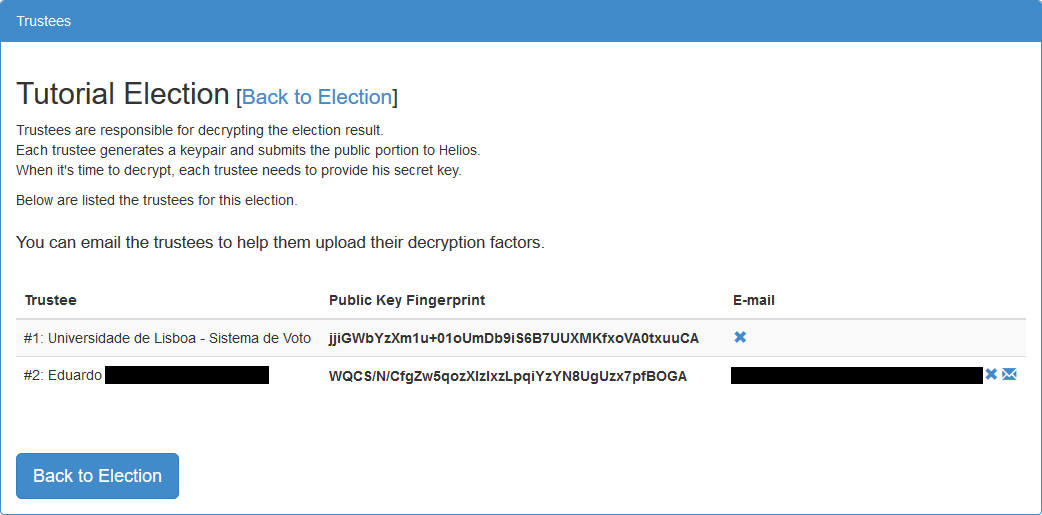 Trustees
Tutorial Election [Back to Election]
Trustees are responsible for decrypting the election result.
Each trustee generates a keypair and submits the public portion to Helios.
When it's time to decrypt, each trustee needs to provide his secret key.
Below are listed the trustees for this election.
You can email the trustees to help them upload their decryption factors.
Trustee Public Key Fingerprint E-mail
#1: Universidade de Lisboa - Sistema de Voto jjiGWbYzXm1u+01oUmDb9iS6B7UUXMKfxoVA0txuuCA
#2: Eduardo
Back to Election